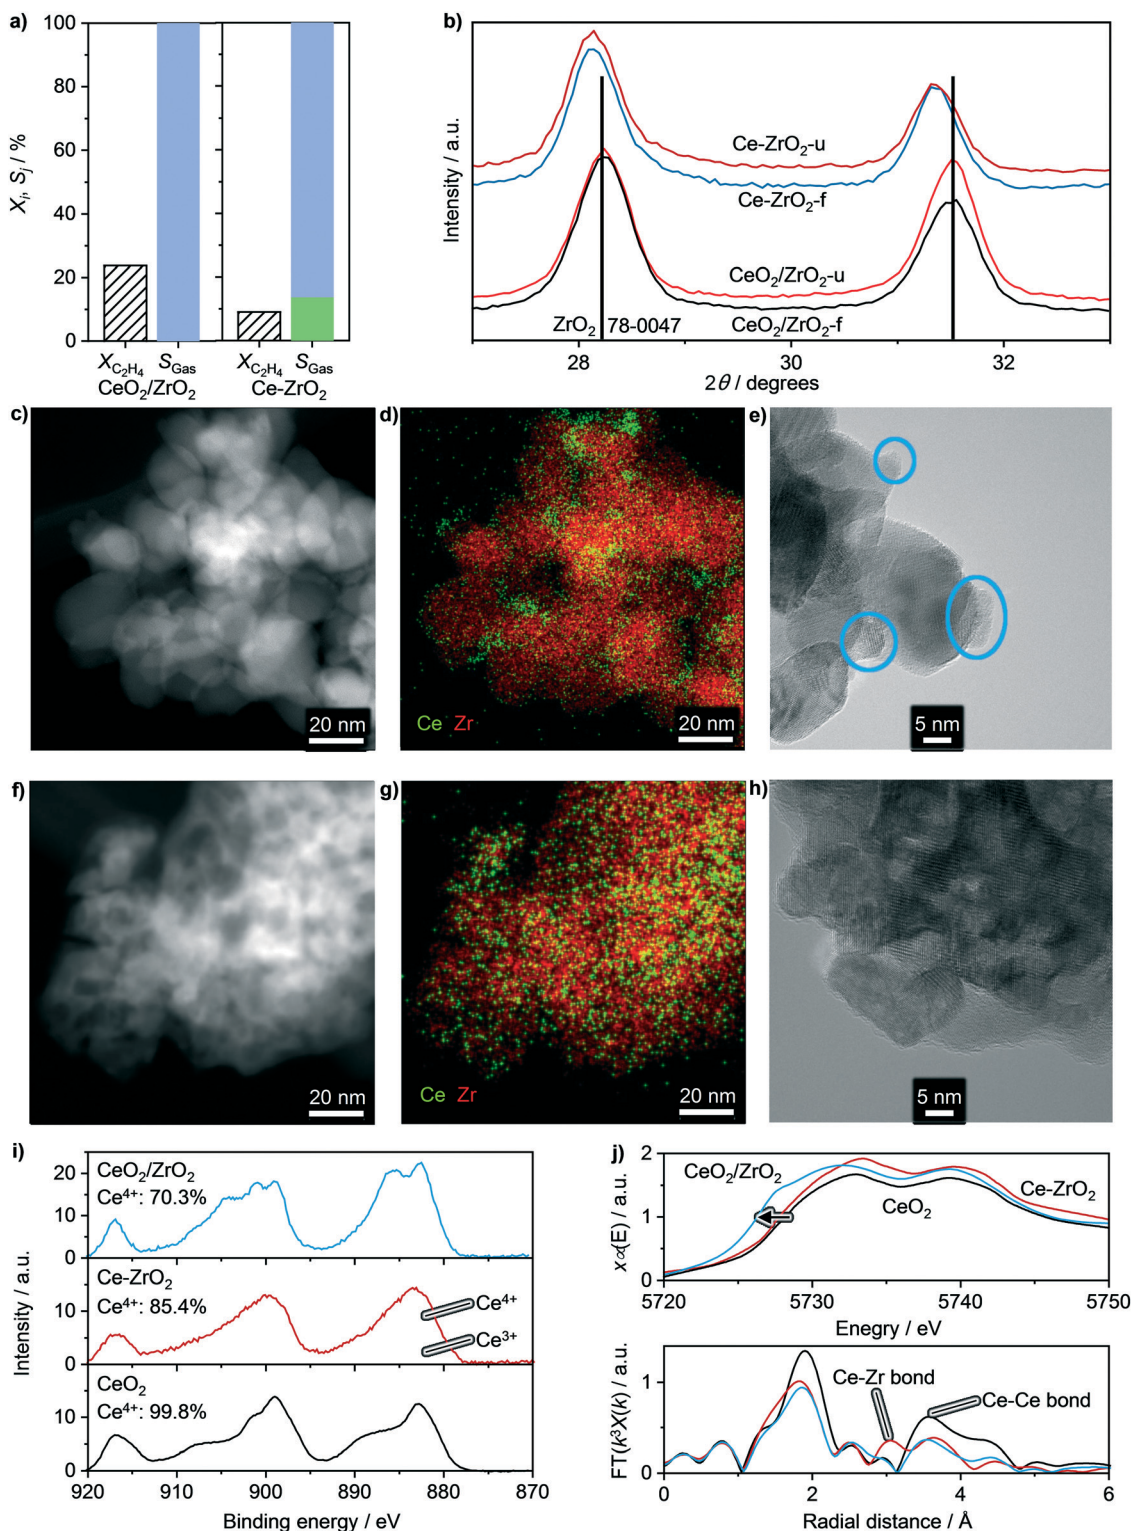 a)
100
80
60
40
20
0
Xi, Sj / %
XC2H4 SGas XC2H4 SGas
CeO2/ZrO2 Ce-ZrO2
b)
Intensity / a.u.
Ce-ZrO2-u
Ce-ZrO2-f
CeO2/ZrO2-u
ZrO2 78-0047 CeO2/ZrO2-f
28 30 32
2θ / degrees
c)
20 nm
d)
Ce Zr 20 nm
e)
5 nm
f)
20 nm
g)
Ce Zr 20 nm
h)
5 nm
i)
CeO2/ZrO2
Ce4+: 70.3%
20
10
0
Ce-ZrO2
Ce4+: 85.4%
Ce4+
Ce3+
10
0
CeO2
Ce4+: 99.8%
10
0
Intensity / a.u.
920 910 900 890 880 870
Binding energy / eV
j)
CeO2/ZrO2
Ce-ZrO2
CeO2
2
1
0
x∝(E) / a.u.
5720 5730 5740 5750
Enegry / eV
Ce-Zr bond
Ce-Ce bond
1
0
FT(k3X(k) / a.u.
0 2 4 6
Radial distance / Å